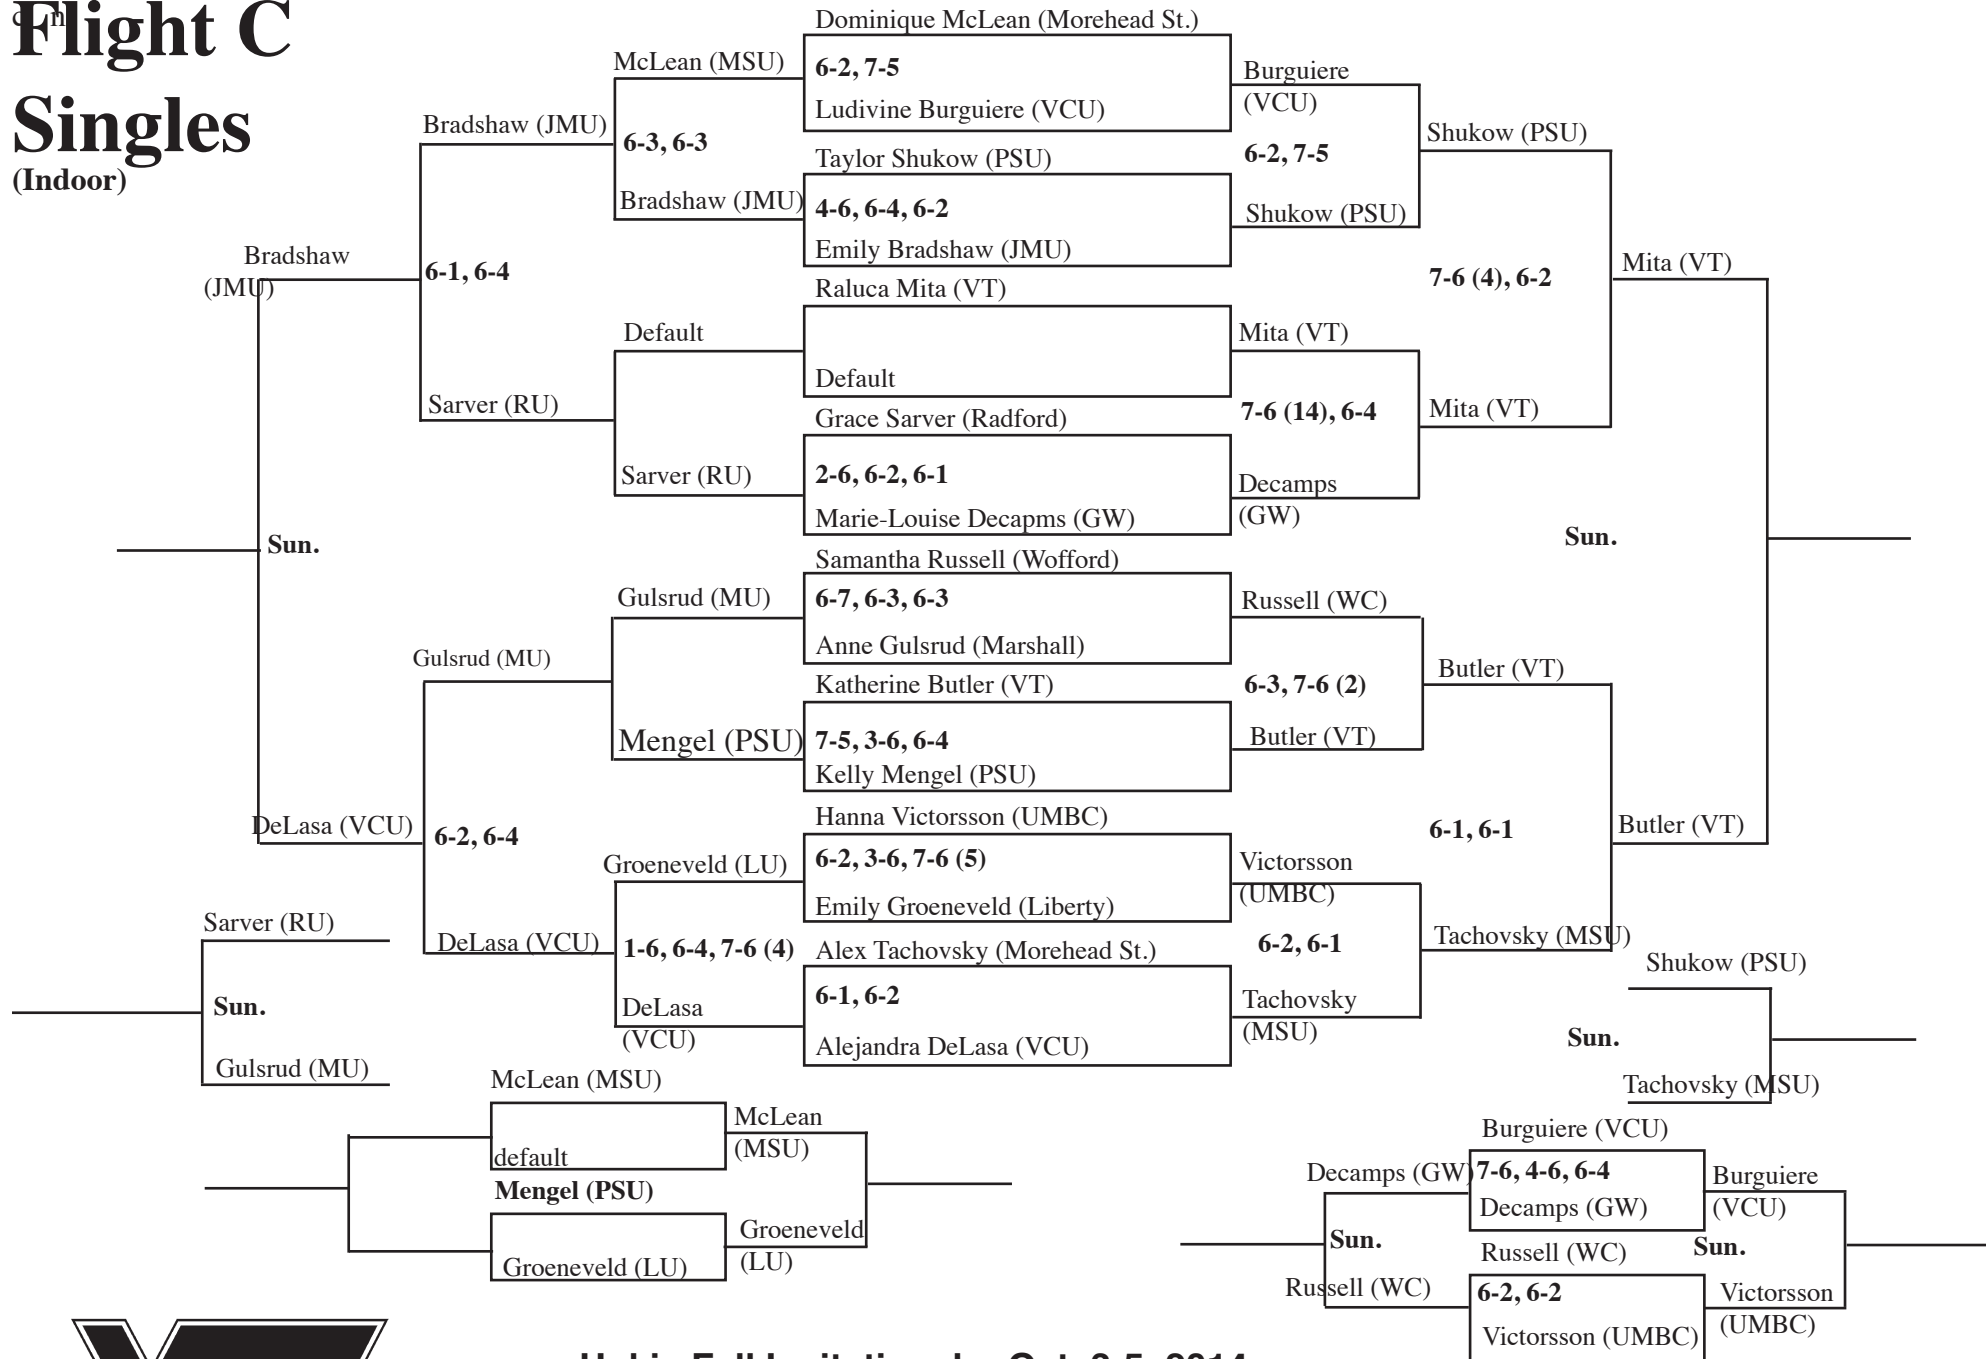 Flight C
Singles
(Indoor)
Bradshaw
(JMU)
Sun.
DeLasa (VCU)
Bradshaw (JMU)
6-1, 6-4
Sarver (RU)
Gulsrud (MU)
6-2, 6-4
DeLasa (VCU)
McLean (MSU)
6-3, 6-3
Bradshaw (JMU)
Default
Sarver (RU)
Gulsrud (MU)
Mengel (PSU)
Groeneveld (LU)
1-6, 6-4, 7-6 (4)
DeLasa
(VCU)
Dominique McLean (Morehead St.)
6-2, 7-5
Ludivine Burguiere (VCU)
Taylor Shukow (PSU)
4-6, 6-4, 6-2
Emily Bradshaw (JMU)
Raluca Mita (VT)
Default
Grace Sarver (Radford)
2-6, 6-2, 6-1
Marie-Louise Decapms (GW)
Samantha Russell (Wofford)
6-7, 6-3, 6-3
Anne Gulsrud (Marshall)
Katherine Butler (VT)
7-5, 3-6, 6-4
Kelly Mengel (PSU)
Hanna Victorsson (UMBC)
6-2, 3-6, 7-6 (5)
Emily Groeneveld (Liberty)
Alex Tachovsky (Morehead St.)
6-1, 6-2
Alejandra DeLasa (VCU)
Burguiere
(VCU)
6-2, 7-5
Shukow (PSU)
Mita (VT)
7-6 (14), 6-4
Decamps
(GW)
Russell (WC)
6-3, 7-6 (2)
Butler (VT)
Victorsson
(UMBC)
6-2, 6-1
Tachovsky
(MSU)
Shukow (PSU)
7-6 (4), 6-2
Mita (VT)
Butler (VT)
6-1, 6-1
Tachovsky (MSU)
Mita (VT)
Sun.
Butler (VT)
Sarver (RU)
Sun.
Gulsrud (MU)
McLean (MSU)
default
Mengel (PSU)
Groeneveld (LU)
McLean
(MSU)
Groeneveld
(LU)
Shukow (PSU)
Sun.
Tachovsky (MSU)
Decamps (GW)
Sun.
Russell (WC)
Burguiere (VCU)
7-6, 4-6, 6-4
Decamps (GW)
Russell (WC)
6-2, 6-2
Victorsson (UMBC)
Burguiere
(VCU)
Sun.
Victorsson
(UMBC)